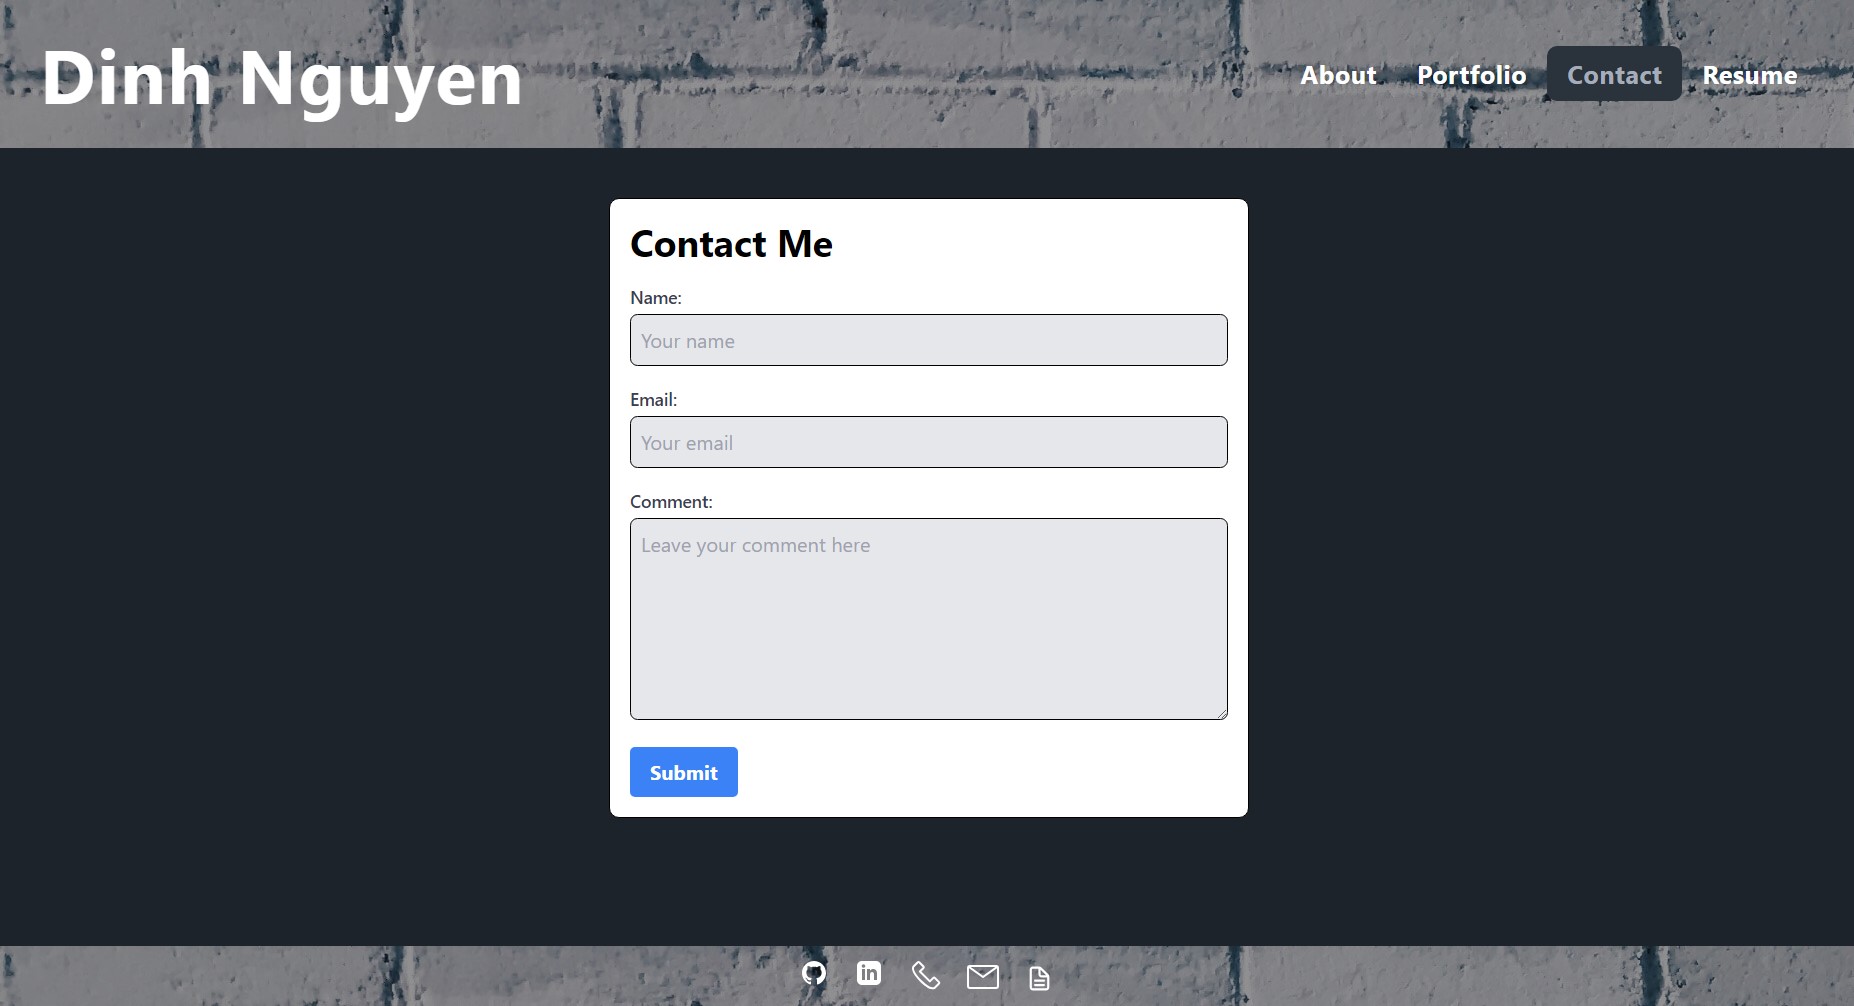 Dinh Nguyen
About Portfolio Contact Resume
Contact Me
Name:
Your name
Email:
Your email
Comment:
Leave your comment here
Submit
in